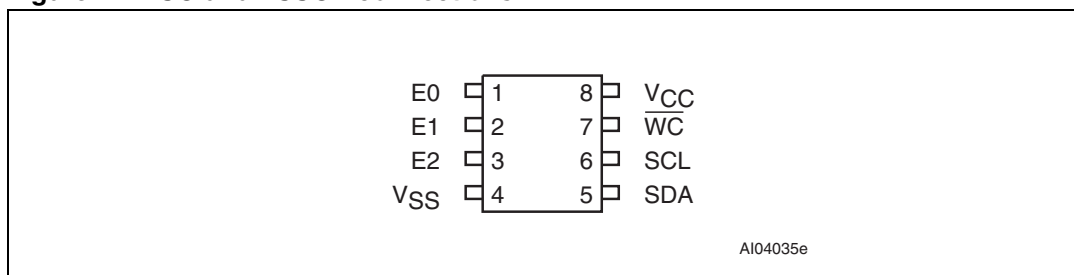 E0 1 8 VCC
E1 2 7 WC
E2 3 6 SCL
VSS 4 5 SDA
AI04035e